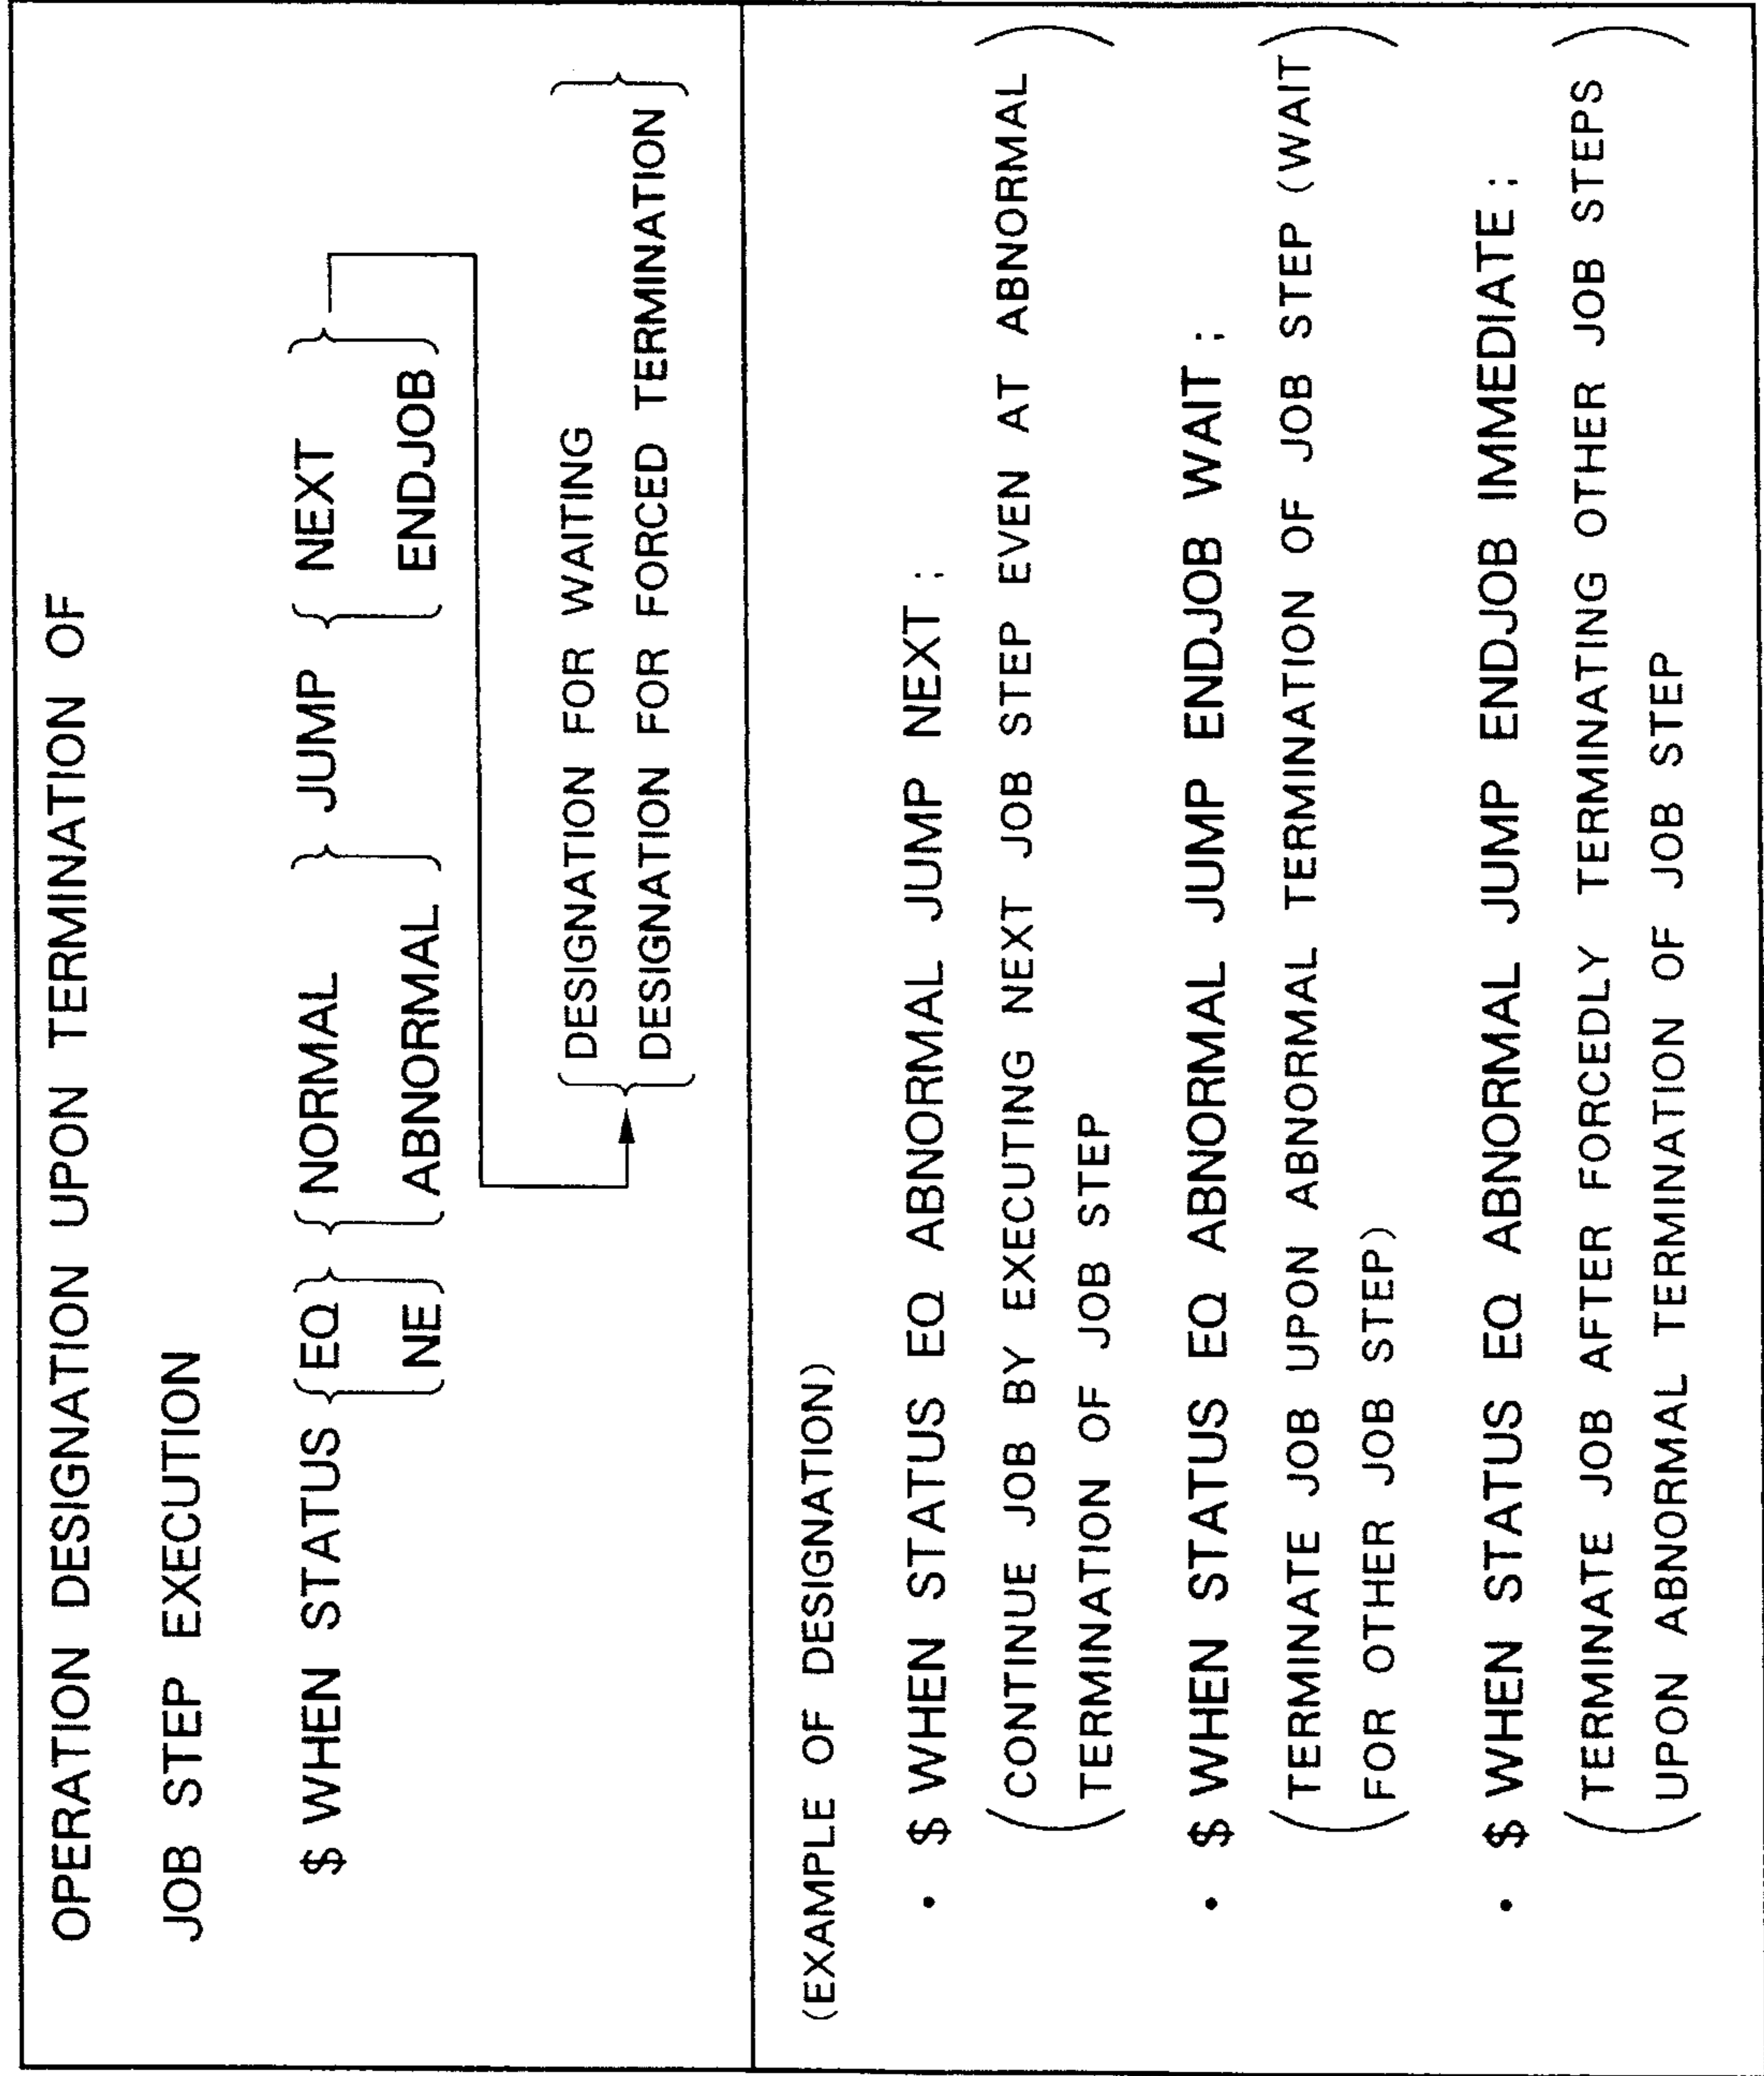 OPERATION DESIGNATION UPON TERMINATION OF
JOB STEP EXECUTION
$ WHEN STATUS { EQ } { NORMAL } JUMP { NEXT }
{ NE } { ABNORMAL } { ENDJOB }
{ DESIGNATION FOR WAITING }
{ DESIGNATION FOR FORCED TERMINATION }
(EXAMPLE OF DESIGNATION)
• $ WHEN STATUS EQ ABNORMAL JUMP NEXT ;
(CONTINUE JOB BY EXECUTING NEXT JOB STEP EVEN AT ABNORMAL
TERMINATION OF JOB STEP)
• $ WHEN STATUS EQ ABNORMAL JUMP ENDJOB WAIT ;
(TERMINATE JOB UPON ABNORMAL TERMINATION OF JOB STEP (WAIT
FOR OTHER JOB STEP))
• $ WHEN STATUS EQ ABNORMAL JUMP ENDJOB IMMEDIATE ;
(TERMINATE JOB AFTER FORCEDLY TERMINATING OTHER JOB STEPS
UPON ABNORMAL TERMINATION OF JOB STEP)